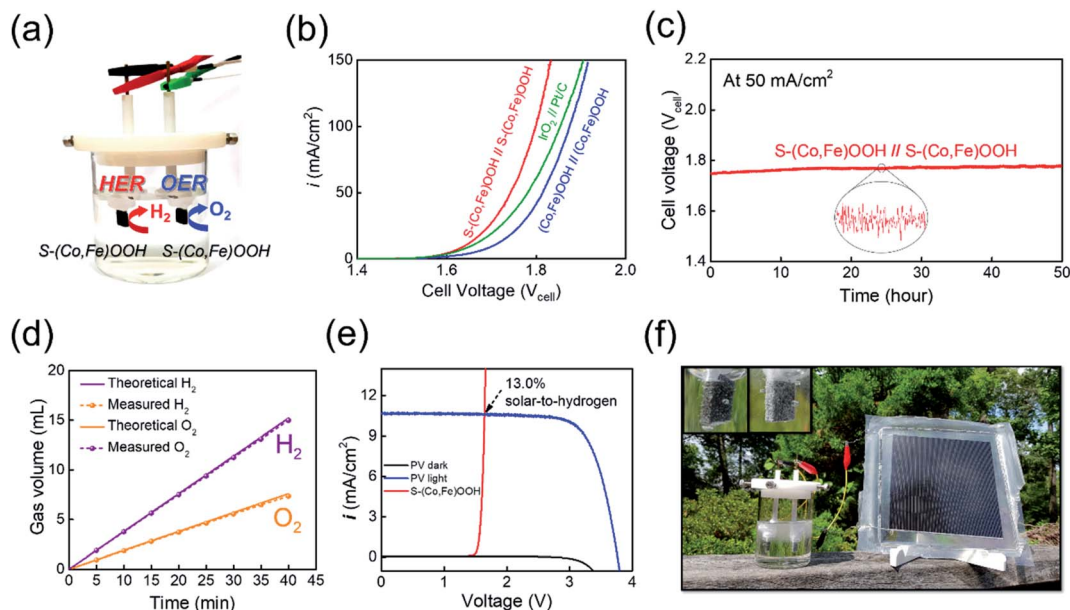 (a)
HER OER
H2 O2
S-(Co,Fe)OOH S-(Co,Fe)OOH
(b)
150
100
50
0
i (mA/cm2)
1.4 1.6 1.8 2.0
Cell Voltage (Vcell)
S-(Co,Fe)OOH // S-(Co,Fe)OOH
IrO2 // Pt/C
(Co,Fe)OOH // (Co,Fe)OOH
(c)
At 50 mA/cm2
S-(Co,Fe)OOH // S-(Co,Fe)OOH
Cell voltage (Vcell)
2.0
1.8
1.6
1.4
0 10 20 30 40 50
Time (hour)
(d)
20
15
10
5
0
Gas volume (mL)
Theoretical H2
Measured H2
Theoretical O2
Measured O2
H2
O2
0 5 10 15 20 25 30 35 40 45
Time (min)
(e)
12
9
6
3
0
i (mA/cm2)
13.0%
solar-to-hydrogen
PV dark
PV light
S-(Co,Fe)OOH
0 1 2 3 4
Voltage (V)
(f)